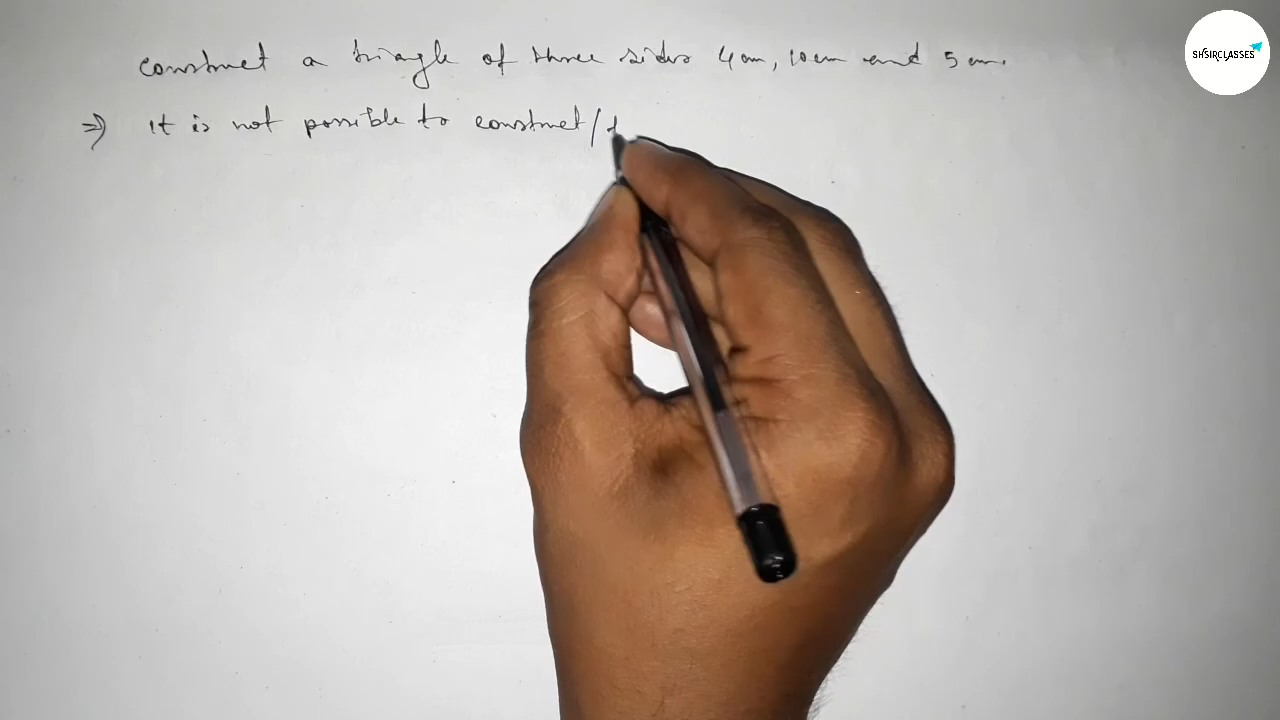 construct a triangle of three sides 4cm, 10cm and 5cm.
⇒ It is not possible to construct/
SHSIRCLASSES